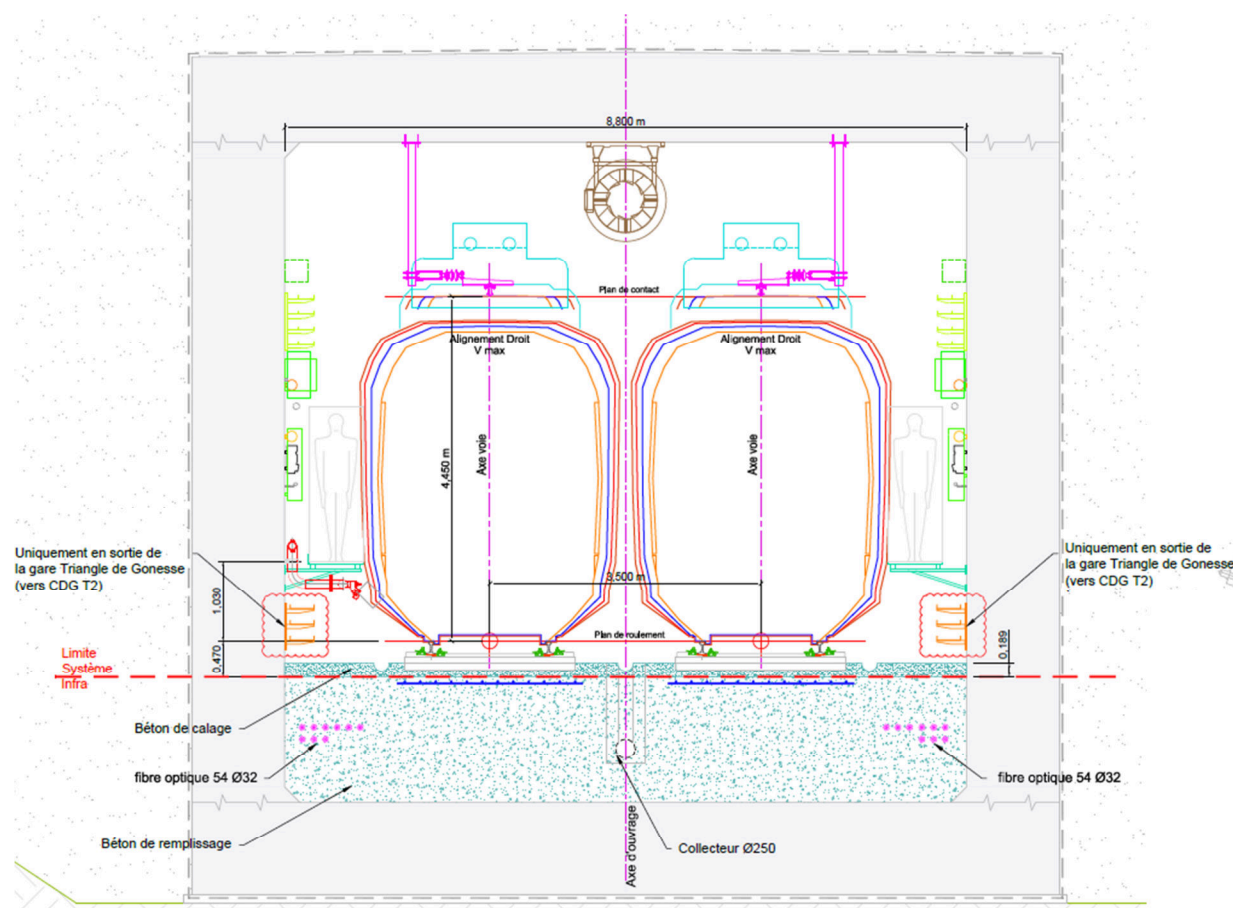 8,800 m
Plan de contact
Alignement Droit
V max
Alignement Droit
V max
Axe voie
Axe voie
4,450 m
Uniquement en sortie de
la gare Triangle de Gonesse
(vers CDG T2)
Uniquement en sortie de
la gare Triangle de Gonesse
(vers CDG T2)
3,500 m
1,030
Plan de roulement
0,470
0,189
Limite
Système
Infra
Béton de calage
fibre optique 54 Ø32
fibre optique 54 Ø32
Béton de remplissage
Collecteur Ø250
Axe d'ouvrage